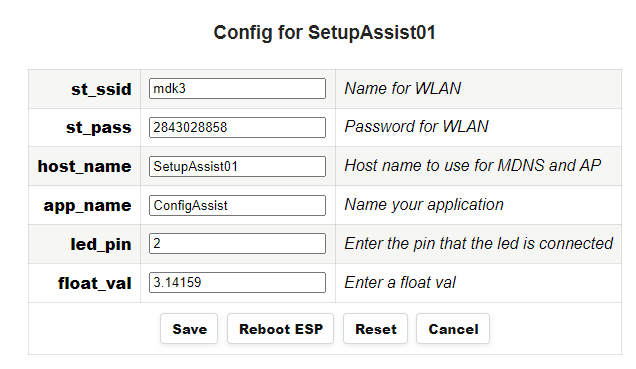 Config for SetupAssist01
st_ssid mdk3 Name for WLAN
st_pass 2843028858 Password for WLAN
host_name SetupAssist01 Host name to use for MDNS and AP
app_name ConfigAssist Name your application
led_pin 2 Enter the pin that the led is connected
float_val 3.14159 Enter a float val
Save Reboot ESP Reset Cancel